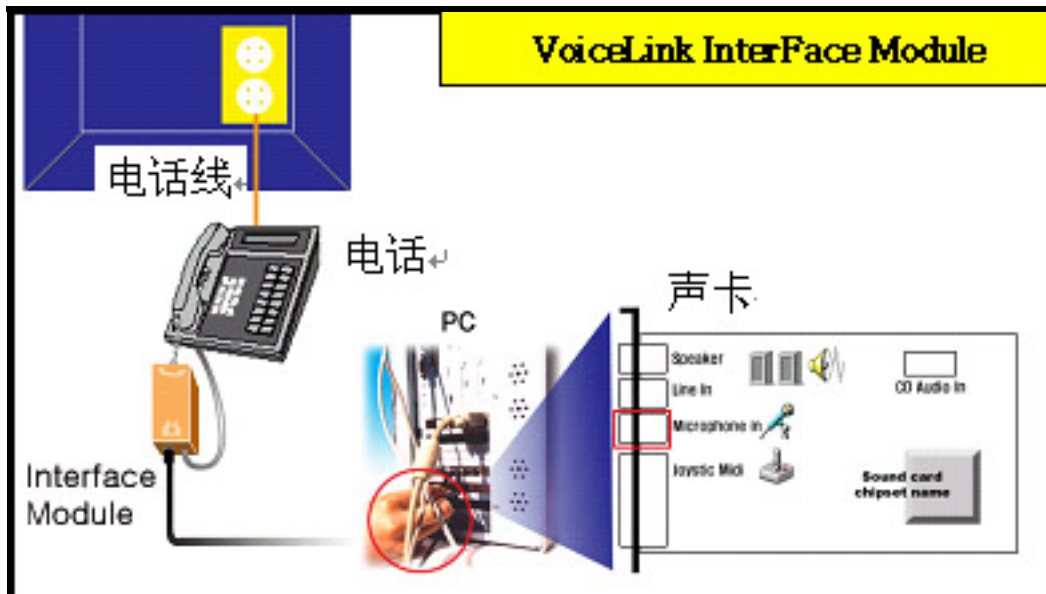 VoiceLink InterFace Module
电话线
电话
声卡
PC
Speaker
Line In
CD Audio In
Microphone In
Joystic Midi
Interface
Module
Sound card
chipset name